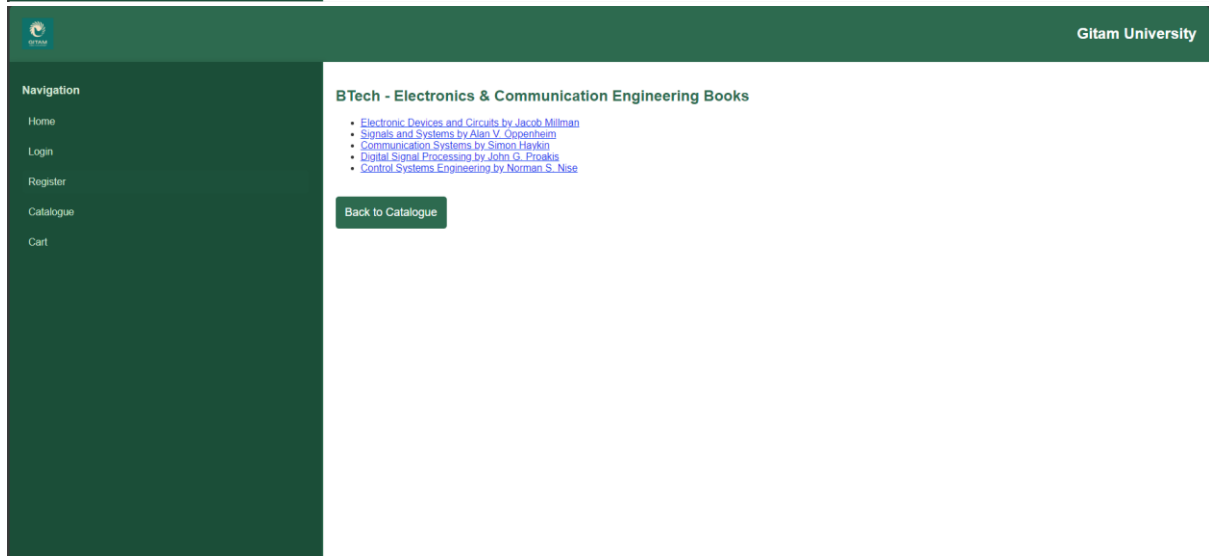 GITAM
Gitam University
Navigation
Home
Login
Register
Catalogue
Cart
BTech - Electronics & Communication Engineering Books
Electronic Devices and Circuits by Jacob Millman
Signals and Systems by Alan V. Oppenheim
Communication Systems by Simon Haykin
Digital Signal Processing by John G. Proakis
Control Systems Engineering by Norman S. Nise
Back to Catalogue